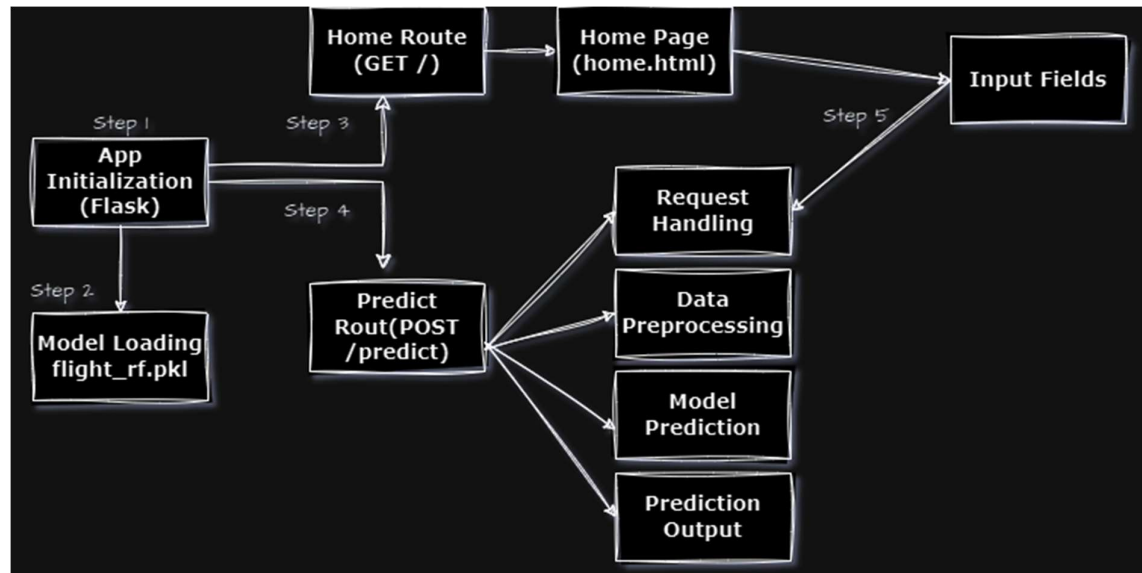 Home Route
(GET /)
Home Page
(home.html)
Input Fields
Step 1
Step 3
Step 5
App
Initialization
(Flask)
Step 4
Request
Handling
Step 2
Model Loading
flight_rf.pkl
Predict
Rout(POST
/predict)
Data
Preprocessing
Model
Prediction
Prediction
Output